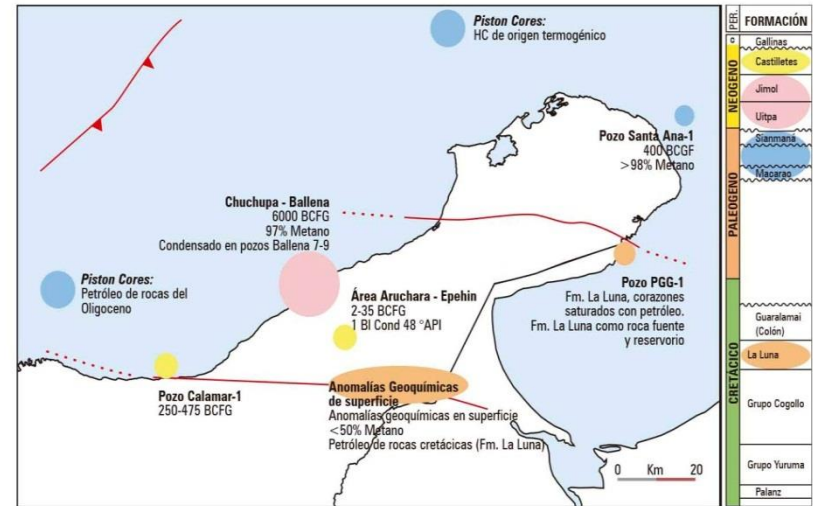 Piston Cores:
HC de origen termogénico
Pozo Santa Ana-1
400 BCGF
>98% Metano
Chuchupa - Ballena
6000 BCFG
97% Metano
Condensado en pozos Ballena 7-9
Piston Cores:
Petróleo de rocas del
Oligoceno
Área Aruchara - Epehin
2-35 BCFG
1 Bl Cond 48 °API
Pozo PGG-1
Fm. La Luna, corazones
saturados con petróleo.
Fm. La Luna como roca fuente
y reservorio
Pozo Calamar-1
250-475 BCFG
Anomalías Geoquímicas
de superficie
Anomalías geoquímicas en superficie
<50% Metano
Petróleo de rocas cretácicas (Fm. La Luna)
0 Km 20
PER. FORMACIÓN
Gallinas
NEOGENO
Castilletes
Jimol
Uitpa
PALEOGENO
Siamaná
Macarao
CRETÁCICO
Guaralamai
(Colón)
La Luna
Grupo Cogollo
Grupo Yuruma
Palanz